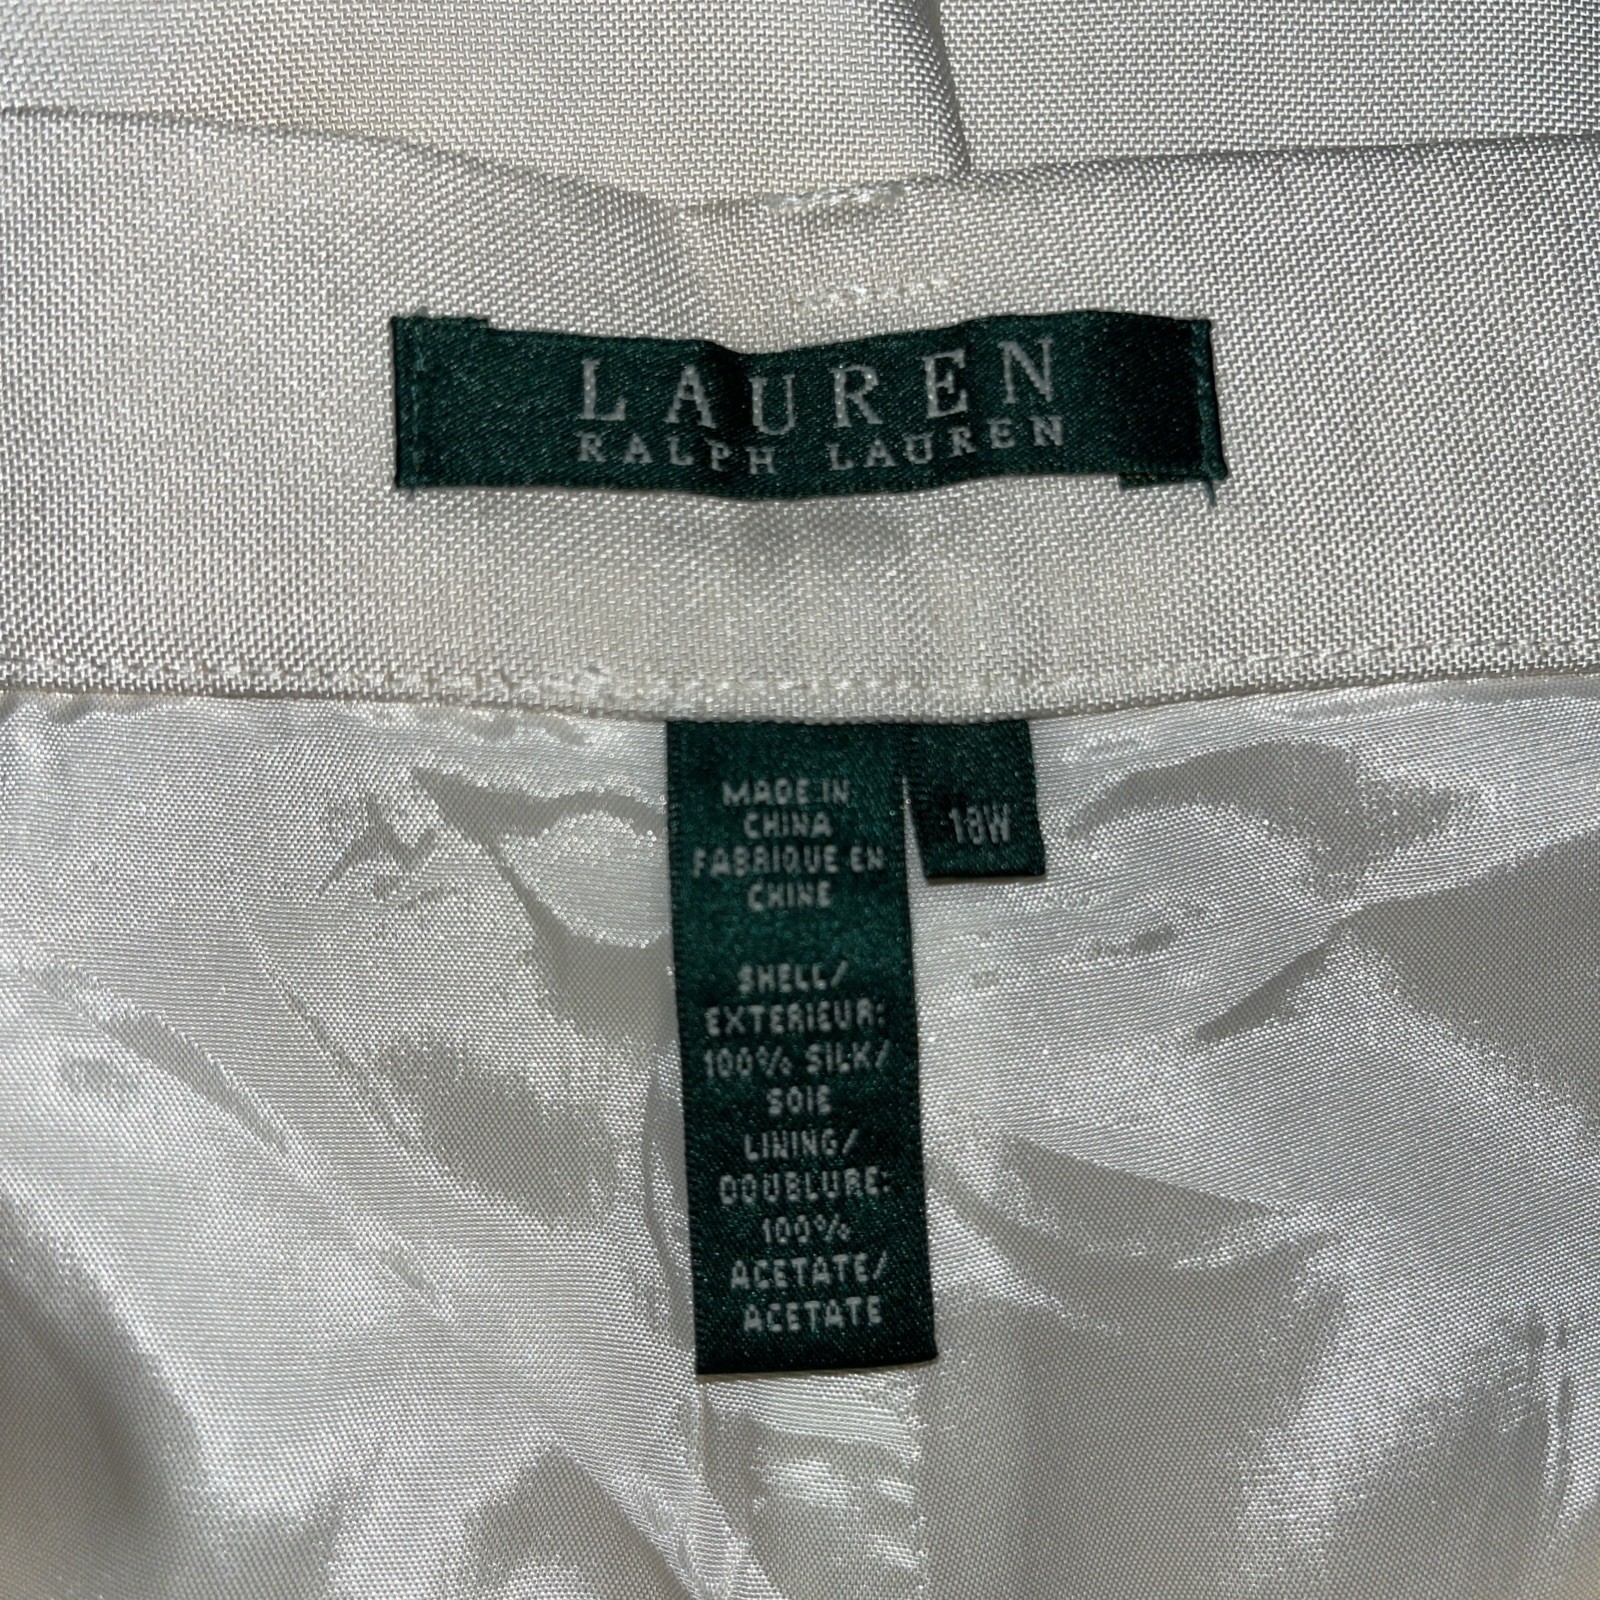 LAUREN
RALPH LAUREN
MADE IN
CHINA
FABRIQUE EN
CHINE
18W
SHELL/
EXTERIEUR:
100% SILK/
SOIE
LINING/
DOUBLURE:
100%
ACETATE/
ACETATE